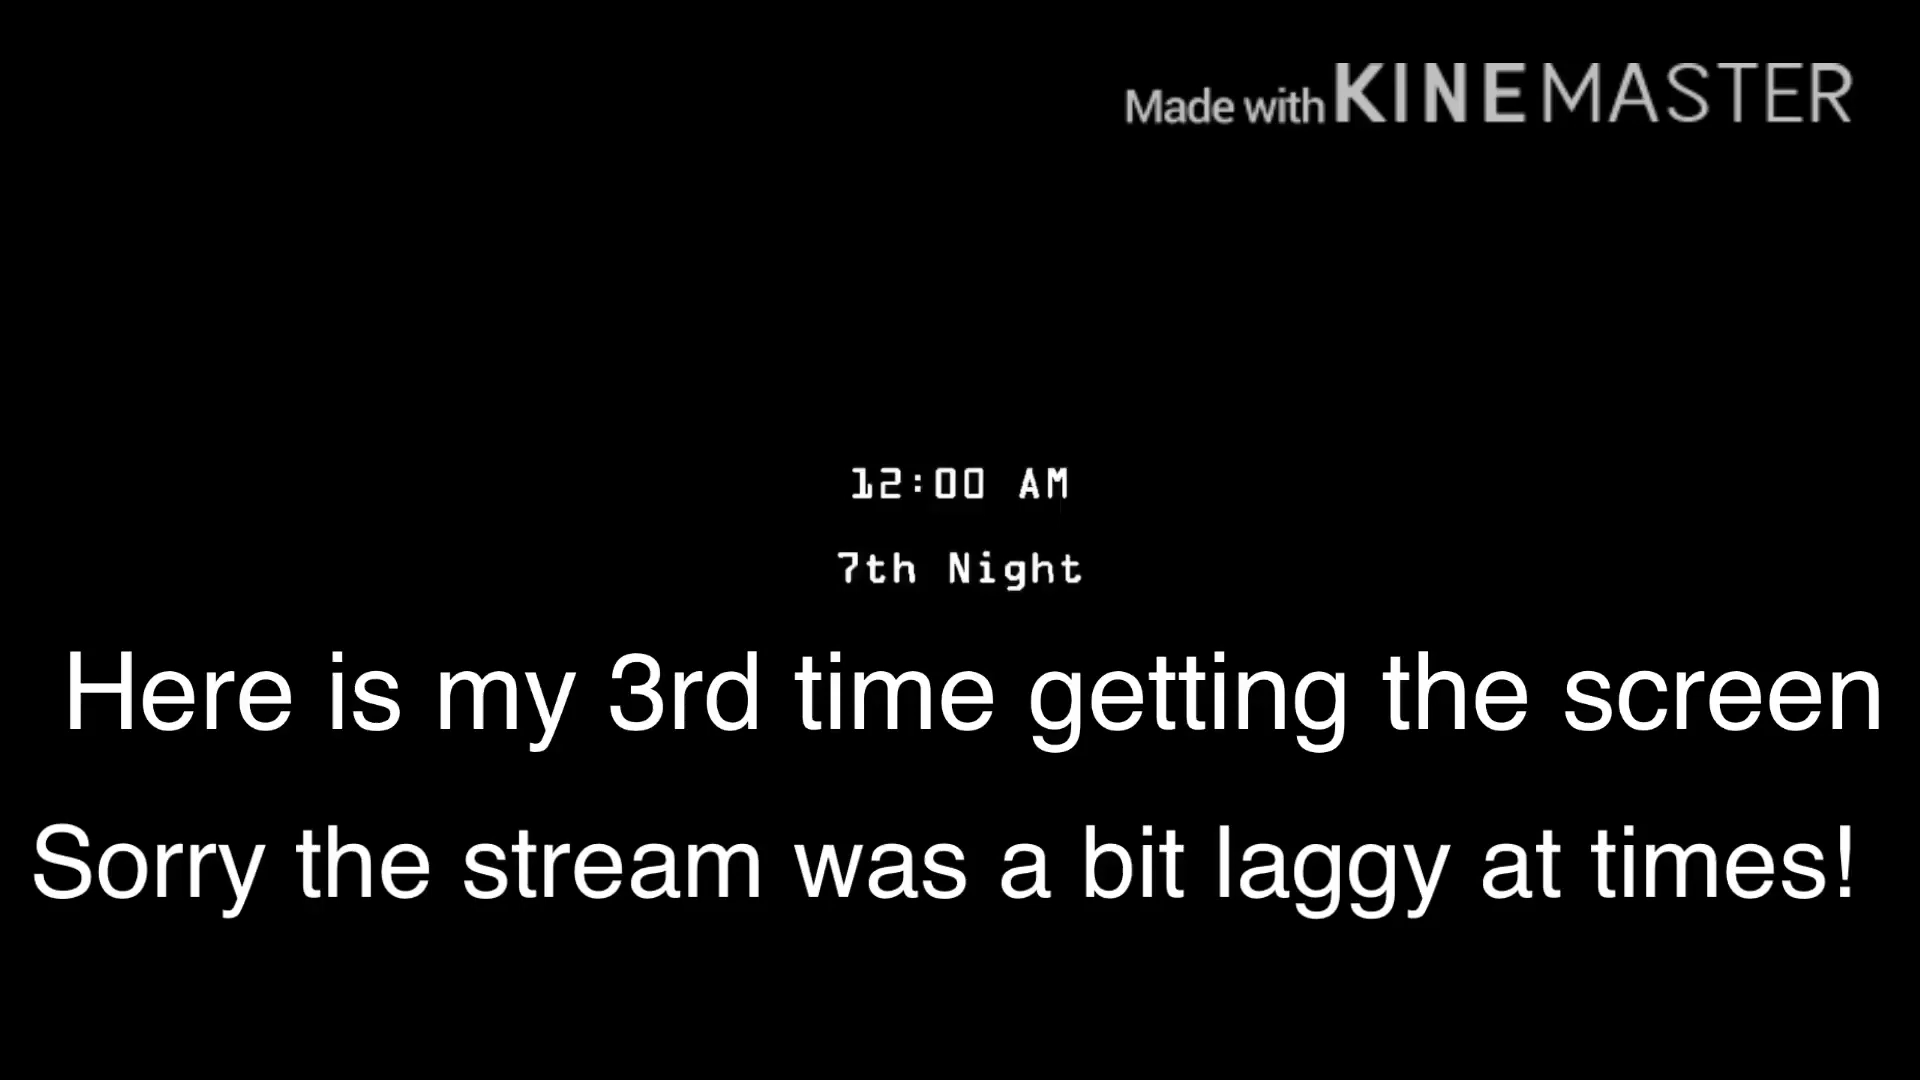 Made with KINEMASTER
12:00 AM
7th Night
Here is my 3rd time getting the screen
Sorry the stream was a bit laggy at times!